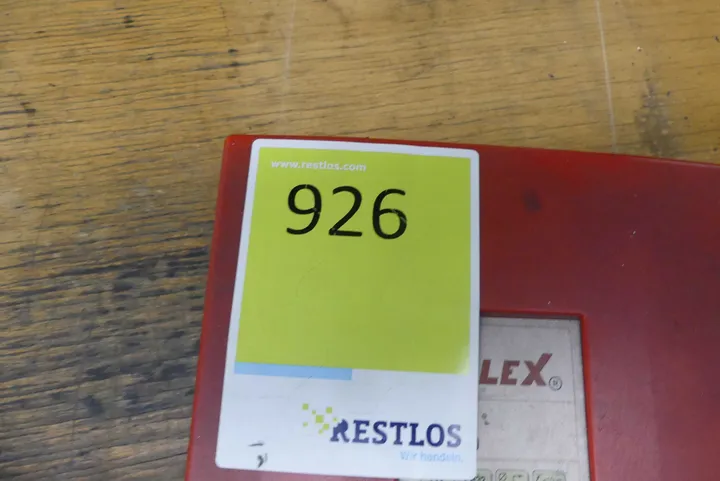 www.restlos.com
926
LEX®
RESTLOS
Wir handeln.